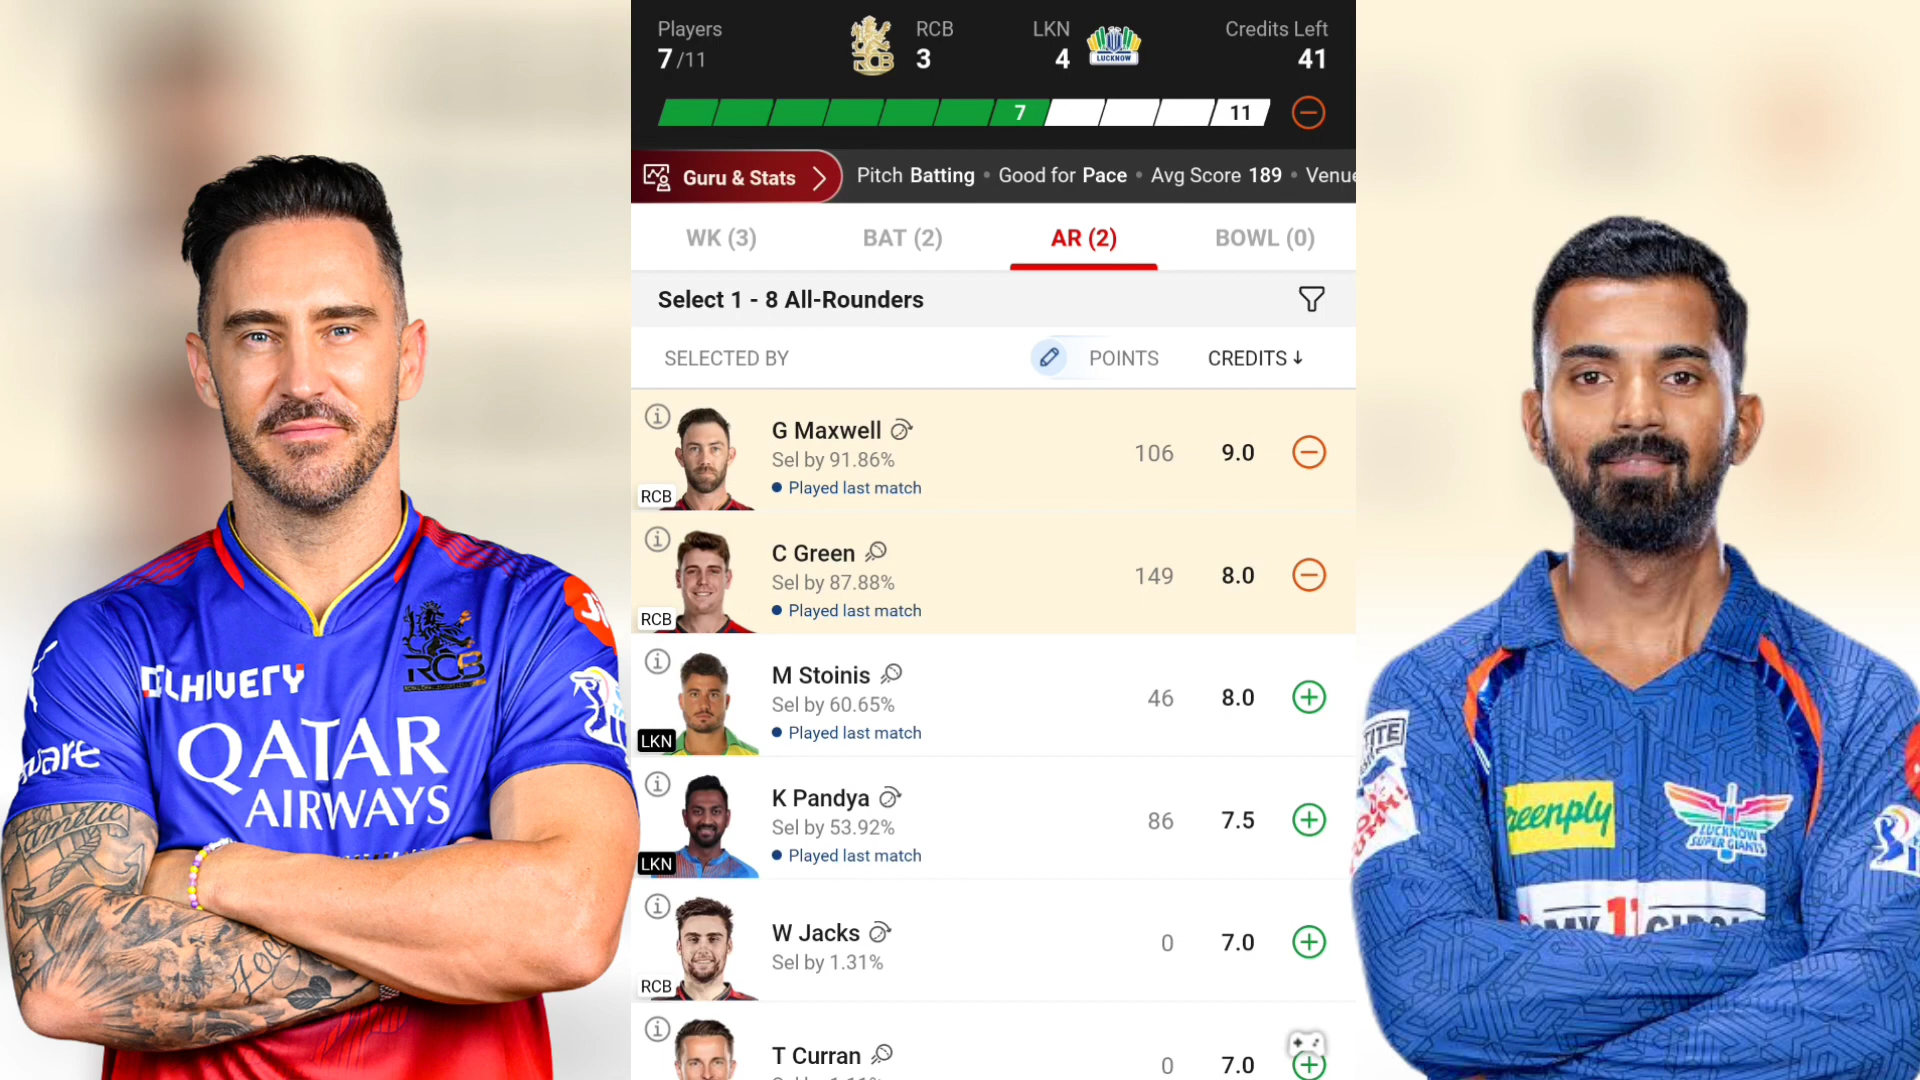 Players
7/11
RCB
3
LKN
4
Credits Left
41
LUCKNOW
RCB
7
11
Guru & Stats
Pitch Batting • Good for Pace • Avg Score 189 • Venue
WK (3)
BAT (2)
AR (2)
BOWL (0)
Select 1 - 8 All-Rounders
SELECTED BY
POINTS
CREDITS↓
G Maxwell
Sel by 91.86%
Played last match
RCB
106
9.0
C Green
Sel by 87.88%
Played last match
RCB
149
8.0
M Stoinis
Sel by 60.65%
Played last match
LKN
46
8.0
K Pandya
Sel by 53.92%
Played last match
LKN
86
7.5
W Jacks
Sel by 1.31%
RCB
0
7.0
T Curran
0
7.0
RCB
QATAR
AIRWAYS
LUCKNOW
SUPER GIANTS